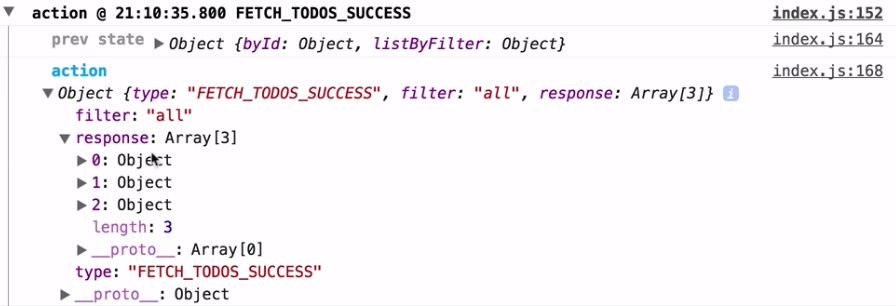 action @ 21:10:35.800 FETCH_TODOS_SUCCESS index.js:152
prev state Object {byId: Object, listByFilter: Object} index.js:164
action index.js:168
Object {type: "FETCH_TODOS_SUCCESS", filter: "all", response: Array[3]} i
filter: "all"
response: Array[3]
0: Object
1: Object
2: Object
length: 3
__proto__: Array[0]
type: "FETCH_TODOS_SUCCESS"
__proto__: Object